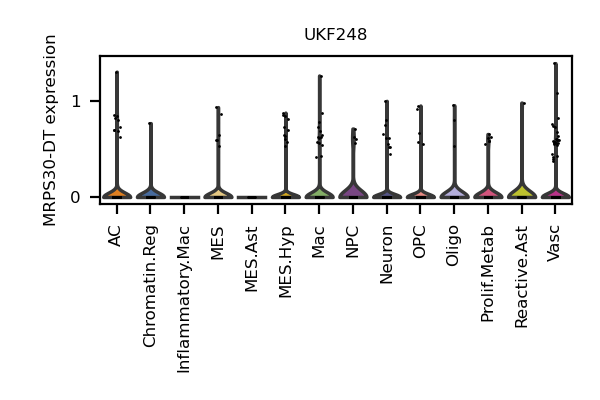 UKF248
MRPS30-DT expression
1
0
AC
Chromatin.Reg
Inflammatory.Mac
MES
MES.Ast
MES.Hyp
Mac
NPC
Neuron
OPC
Oligo
Prolif.Metab
Reactive.Ast
Vasc